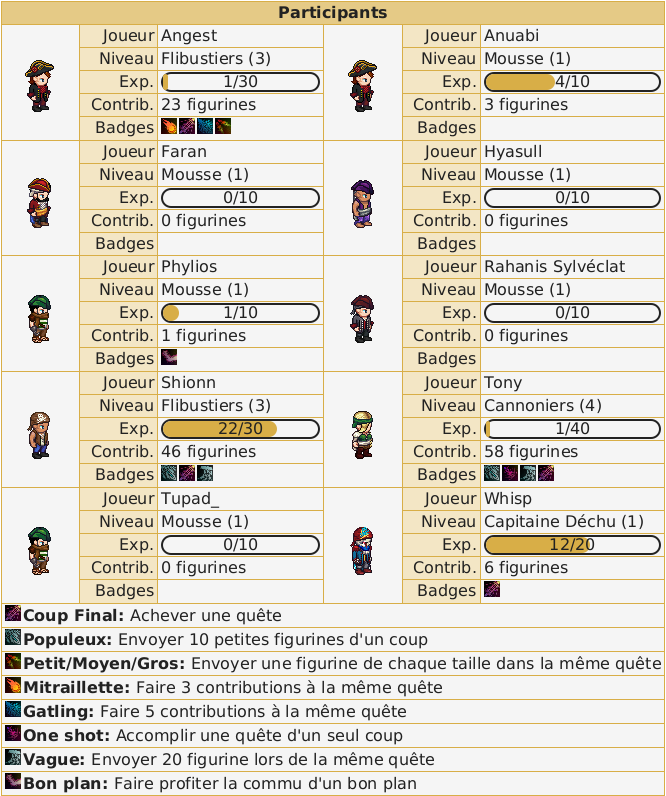 Participants
Joueur Angest
Niveau Flibustiers (3)
Exp. 1/30
Contrib. 23 figurines
Badges
Joueur Anuabi
Niveau Mousse (1)
Exp. 4/10
Contrib. 3 figurines
Badges
Joueur Faran
Niveau Mousse (1)
Exp. 0/10
Contrib. 0 figurines
Badges
Joueur Hyasull
Niveau Mousse (1)
Exp. 0/10
Contrib. 0 figurines
Badges
Joueur Phylios
Niveau Mousse (1)
Exp. 1/10
Contrib. 1 figurines
Badges
Joueur Rahanis Sylvéclat
Niveau Mousse (1)
Exp. 0/10
Contrib. 0 figurines
Badges
Joueur Shionn
Niveau Flibustiers (3)
Exp. 22/30
Contrib. 46 figurines
Badges
Joueur Tony
Niveau Cannoniers (4)
Exp. 1/40
Contrib. 58 figurines
Badges
Joueur Tupad_
Niveau Mousse (1)
Exp. 0/10
Contrib. 0 figurines
Badges
Joueur Whisp
Niveau Capitaine Déchu (1)
Exp. 12/20
Contrib. 6 figurines
Badges
Coup Final: Achever une quête
Populeux: Envoyer 10 petites figurines d'un coup
Petit/Moyen/Gros: Envoyer une figurine de chaque taille dans la même quête
Mitraillette: Faire 3 contributions à la même quête
Gatling: Faire 5 contributions à la même quête
One shot: Accomplir une quête d'un seul coup
Vague: Envoyer 20 figurine lors de la même quête
Bon plan: Faire profiter la commu d'un bon plan